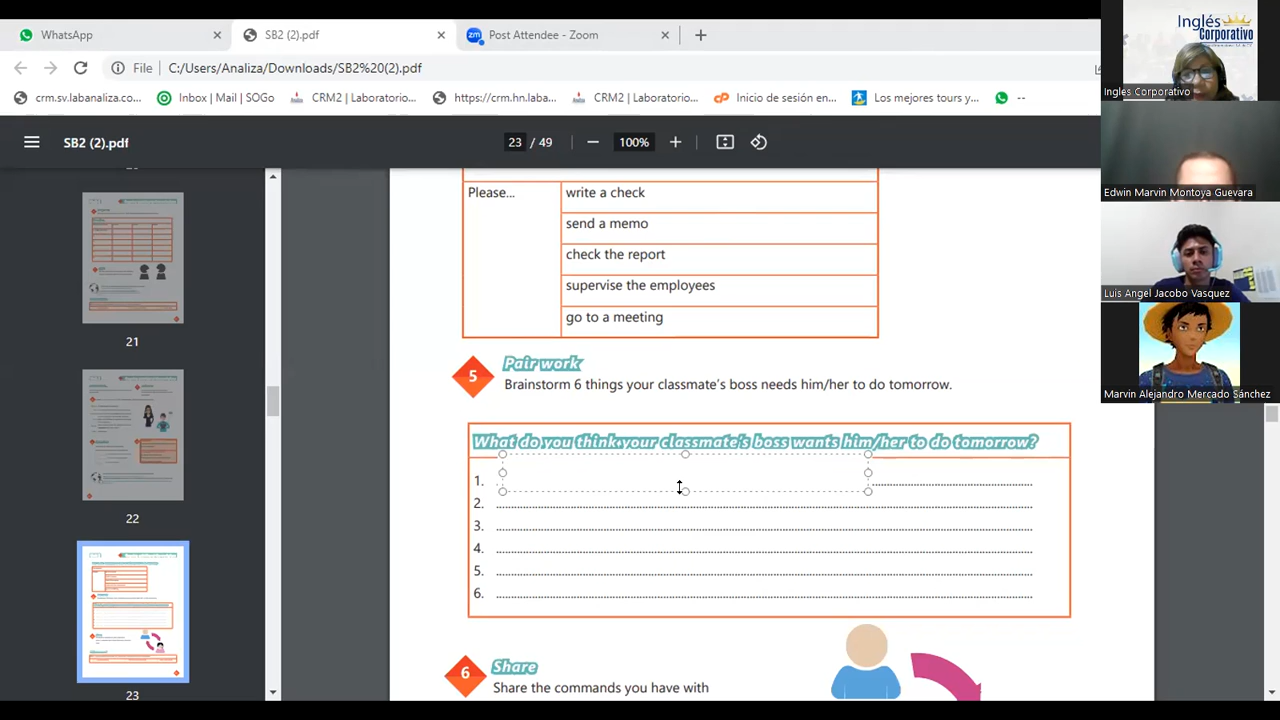 WhatsApp
SB2 (2).pdf
Post Attendee - Zoom
File
C:/Users/Analiza/Downloads/SB2%20(2).pdf
crm.sv.labanaliza.co...
Inbox | Mail | SOGo
CRM2 | Laboratorio...
https://crm.hn.laba...
CRM2 | Laboratorio...
Inicio de sesión en...
Los mejores tours y...
--
SB2 (2).pdf
23 / 49
100%
21
22
23
Please...
write a check
send a memo
check the report
supervise the employees
go to a meeting
5
Pair work
Brainstorm 6 things your classmate's boss needs him/her to do tomorrow.
What do you think your classmate's boss wants him/her to do tomorrow?
1.
2.
3.
4.
5.
6.
6
Share
Share the commands you have with
Inglés
Corporativo
Ingles Corporativo
Edwin Marvin Montoya Guevara
Luis Angel Jacobo Vasquez
Marvin Alejandro Mercado Sánchez